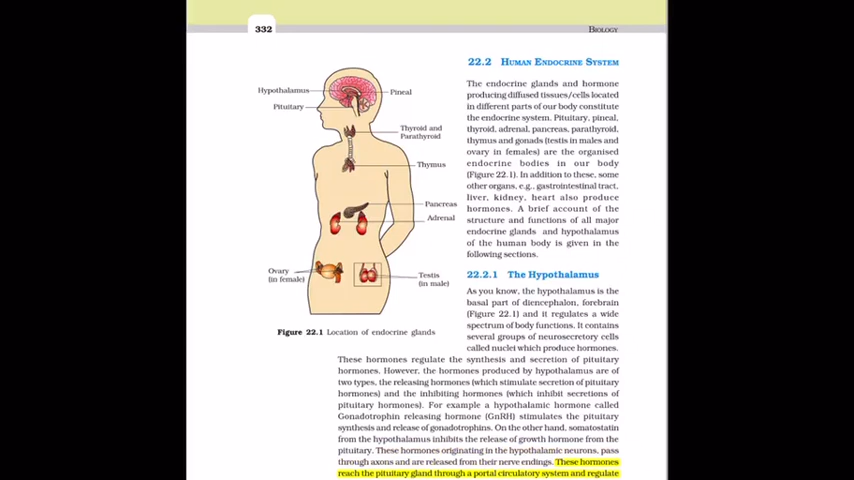 332
BIOLOGY
Hypothalamus
Pituitary
Pineal
Thyroid and
Parathyroid
Thymus
Pancreas
Adrenal
Ovary
(in female)
Testis
(in male)
Figure 22.1 Location of endocrine glands
22.2 HUMAN ENDOCRINE SYSTEM
The endocrine glands and hormone
producing diffused tissues/cells located
in different parts of our body constitute
the endocrine system. Pituitary, pineal,
thyroid, adrenal, pancreas, parathyroid,
thymus and gonads (testis in males and
ovary in females) are the organised
endocrine bodies in our body
(Figure 22.1). In addition to these, some
other organs, e.g., gastrointestinal tract,
liver, kidney, heart also produce
hormones. A brief account of the
structure and functions of all major
endocrine glands and hypothalamus
of the human body is given in the
following sections.
22.2.1 The Hypothalamus
As you know, the hypothalamus is the
basal part of diencephalon, forebrain
(Figure 22.1) and it regulates a wide
spectrum of body functions. It contains
several groups of neurosecretory cells
called nuclei which produce hormones.
These hormones regulate the synthesis and secretion of pituitary
hormones. However, the hormones produced by hypothalamus are of
two types, the releasing hormones (which stimulate secretion of pituitary
hormones) and the inhibiting hormones (which inhibit secretions of
pituitary hormones). For example a hypothalamic hormone called
Gonadotrophin releasing hormone (GnRH) stimulates the pituitary
synthesis and release of gonadotrophins. On the other hand, somatostatin
from the hypothalamus inhibits the release of growth hormone from the
pituitary. These hormones originating in the hypothalamic neurons, pass
through axons and are released from their nerve endings. These hormones
reach the pituitary gland through a portal circulatory system and regulate